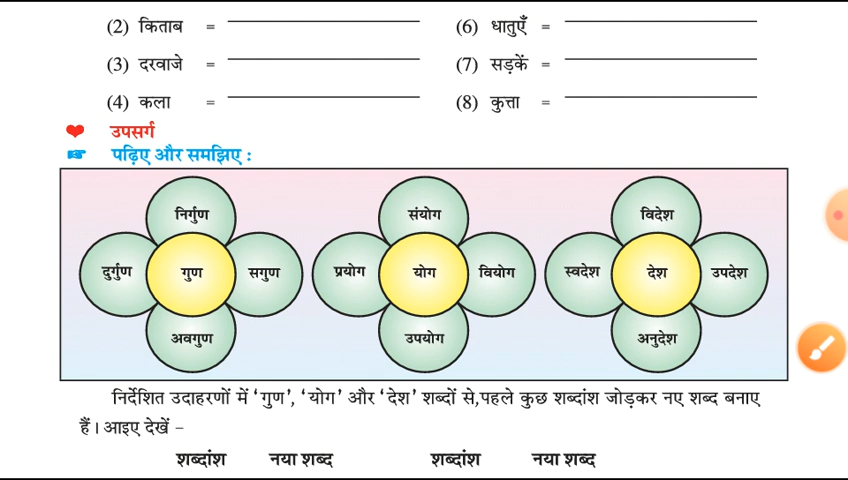 (2) किताब = (6) धातुएँ =
(3) दरवाजे = (7) सड़कें =
(4) कला = (8) कुत्ता =
उपसर्ग
पढ़िए और समझिए :
निर्गुण संयोग विदेश
दुर्गुण गुण सगुण प्रयोग योग वियोग स्वदेश देश उपदेश
अवगुण उपयोग अनुदेश
निर्देशित उदाहरणों में ‘गुण’, ‘योग’ और ‘देश’ शब्दों से,पहले कुछ शब्दांश जोड़कर नए शब्द बनाए
हैं। आइए देखें –
शब्दांश नया शब्द शब्दांश नया शब्द